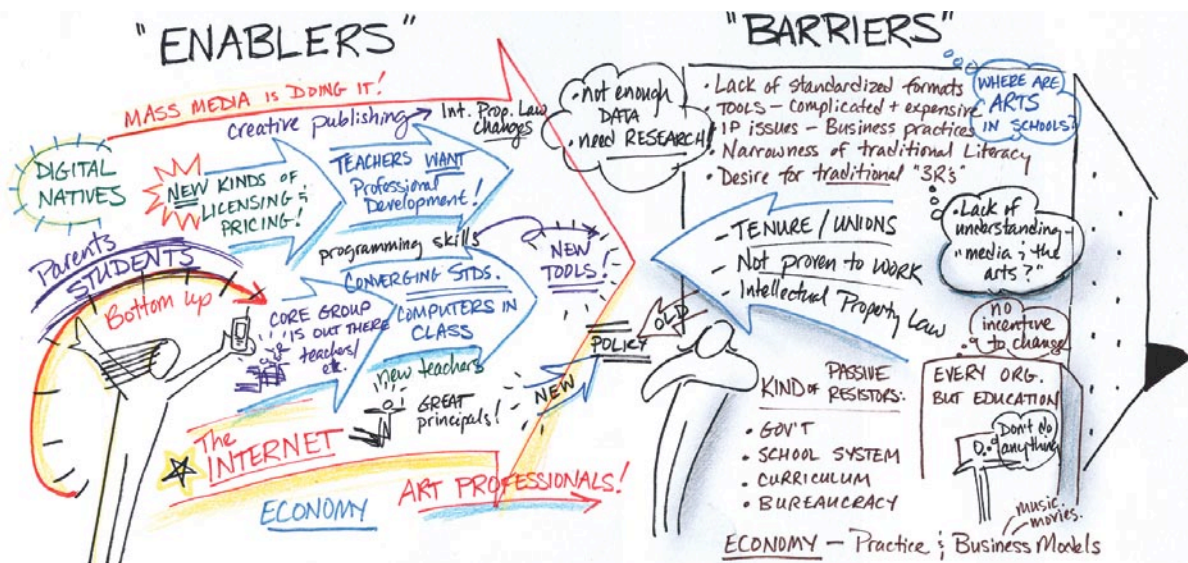 "ENABLERS"
MASS MEDIA IS DOING IT!
creative publishing
Int. Prop. Law
changes
DIGITAL
NATIVES
NEW KINDS OF
LICENSING &
PRICING!
TEACHERS WANT
Professional
Development!
programming skills
NEW
TOOLS!
Parents
STUDENTS
Bottom up
CORE GROUP
IS OUT THERE
teachers/
etc.
CONVERGING STDS.
COMPUTERS IN
CLASS
new teachers
GREAT
principals!
NEW
POLICY
OLD
The
INTERNET
ECONOMY
ART PROFESSIONALS!
"BARRIERS"
• not enough
DATA
• need RESEARCH!
• Lack of standardized formats
• TOOLS - complicated + expensive
• IP issues - Business practices
• Narrowness of traditional Literacy
• Desire for traditional "3R's"
WHERE ARE
ARTS
IN SCHOOLS?
- TENURE / UNIONS
- Not proven to WORK
- Intellectual Property Law
• Lack of
understanding -
"media & the
arts?"
no
incentive
to change
KIND of PASSIVE
RESISTORS:
• GOV'T
• SCHOOL SYSTEM
• CURRICULUM
• BUREAUCRACY
EVERY ORG.
BUT EDUCATION
Don't do
anything
music
movies.
ECONOMY - Practice & Business Models